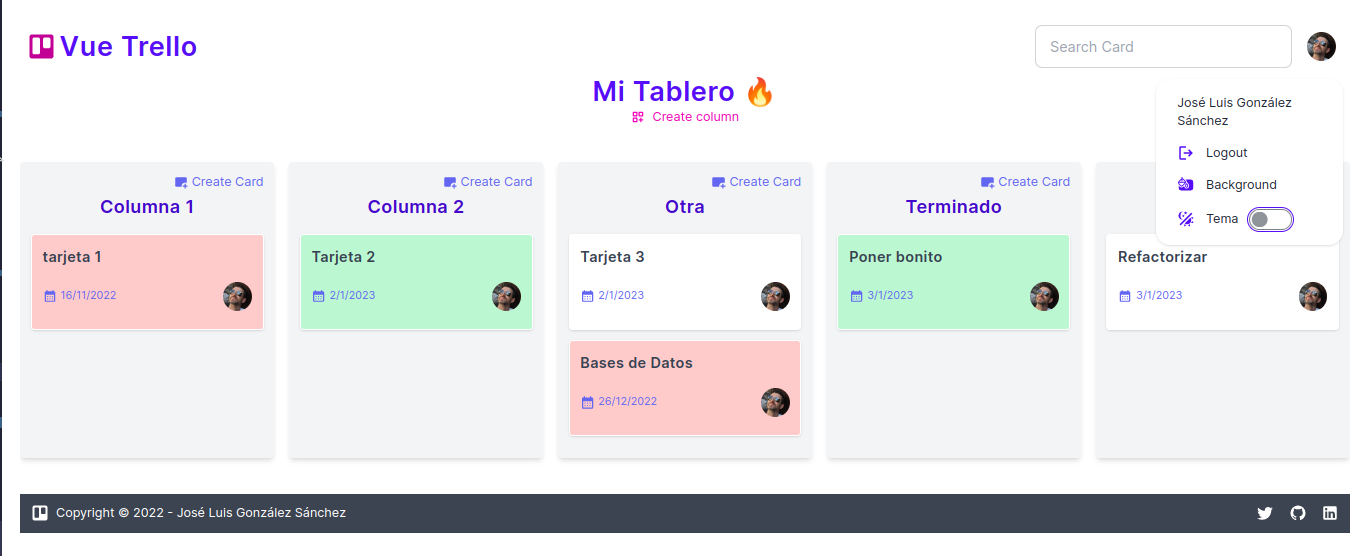 Vue Trello
Search Card
Mi Tablero 🔥
Create column
José Luis González
Sánchez
Logout
Background
Tema
Create Card
Columna 1
tarjeta 1
16/11/2022
Create Card
Columna 2
Tarjeta 2
2/1/2023
Create Card
Otra
Tarjeta 3
2/1/2023
Bases de Datos
26/12/2022
Create Card
Terminado
Poner bonito
3/1/2023
Refactorizar
3/1/2023
Copyright © 2022 - José Luis González Sánchez